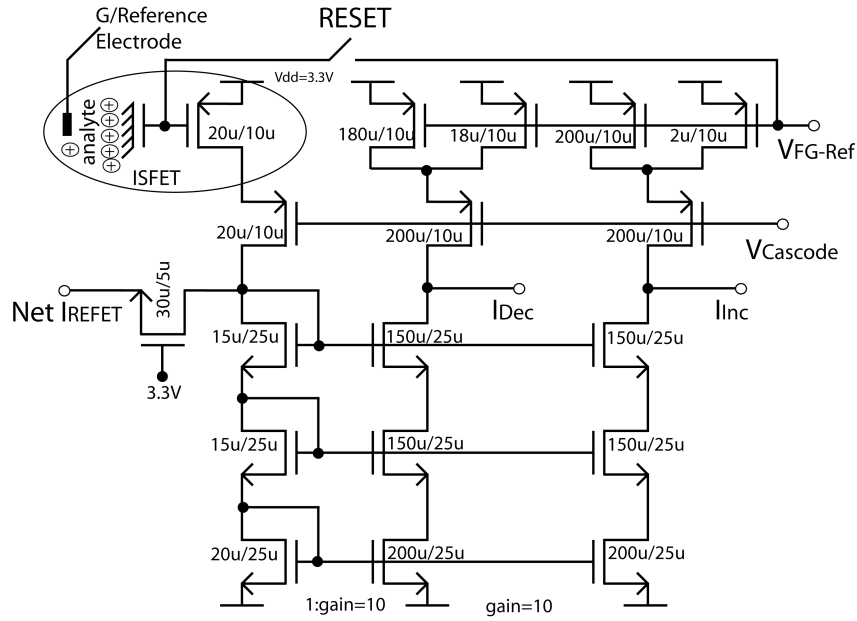 G/Reference
Electrode
RESET
Vdd=3.3V
analyte
ISFET
20u/10u
180u/10u
18u/10u
200u/10u
2u/10u
VFG-Ref
20u/10u
200u/10u
200u/10u
VCascode
30u/5u
Net IREFET
IDec
IInc
3.3V
15u/25u
150u/25u
150u/25u
15u/25u
150u/25u
150u/25u
20u/25u
200u/25u
200u/25u
1:gain=10
gain=10